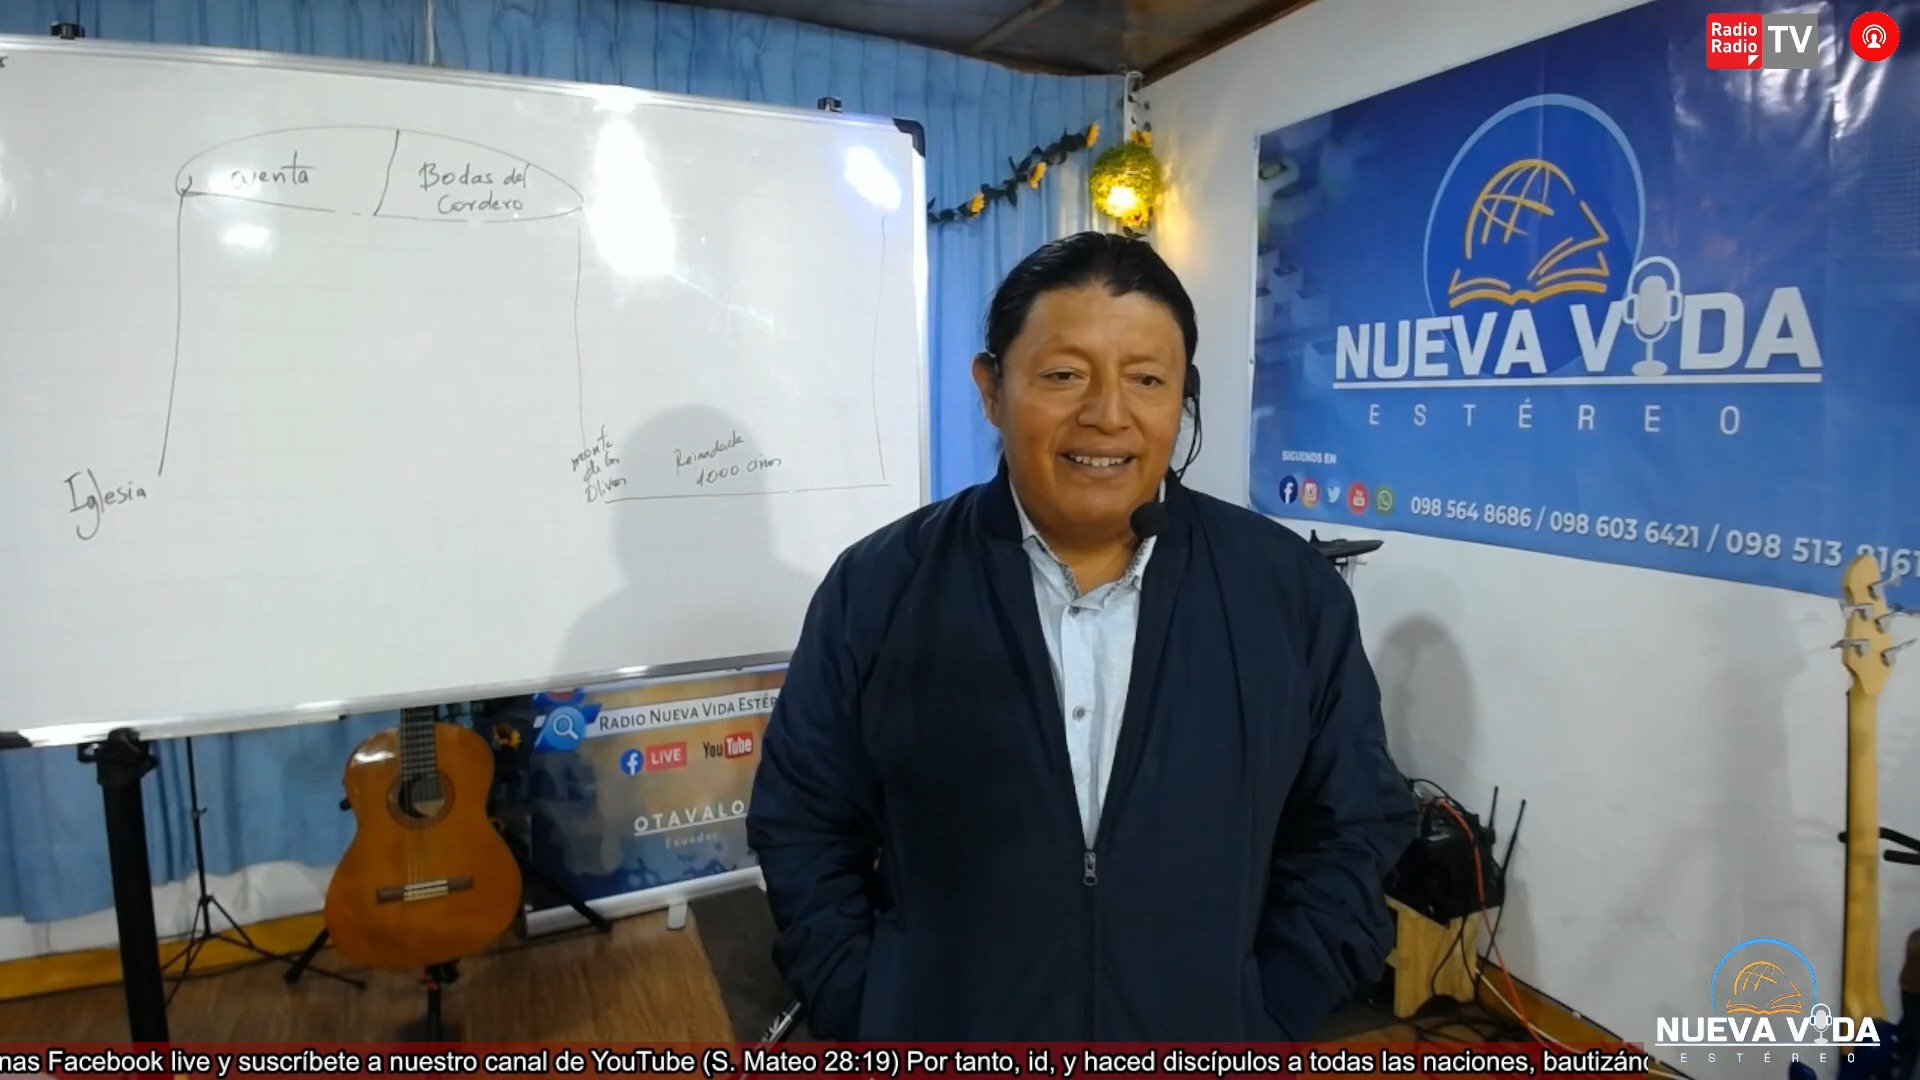 Radio
Radio
TV
cuenta
Bodas del
Cordero
Iglesia
monte
de los
Olivos
Reinado de
1000 años
NUEVA VIDA
ESTÉREO
SIGUENOS EN
098 564 8686 / 098 603 6421 / 098 513
RADIO NUEVA VIDA ESTÉR
LIVE
YouTube
OTAVALO
Ecuador
NUEVA VIDA
ESTÉREO
nas Facebook live y suscríbete a nuestro canal de YouTube (S. Mateo 28:19) Por tanto, id, y haced discípulos a todas las naciones, bautizánd